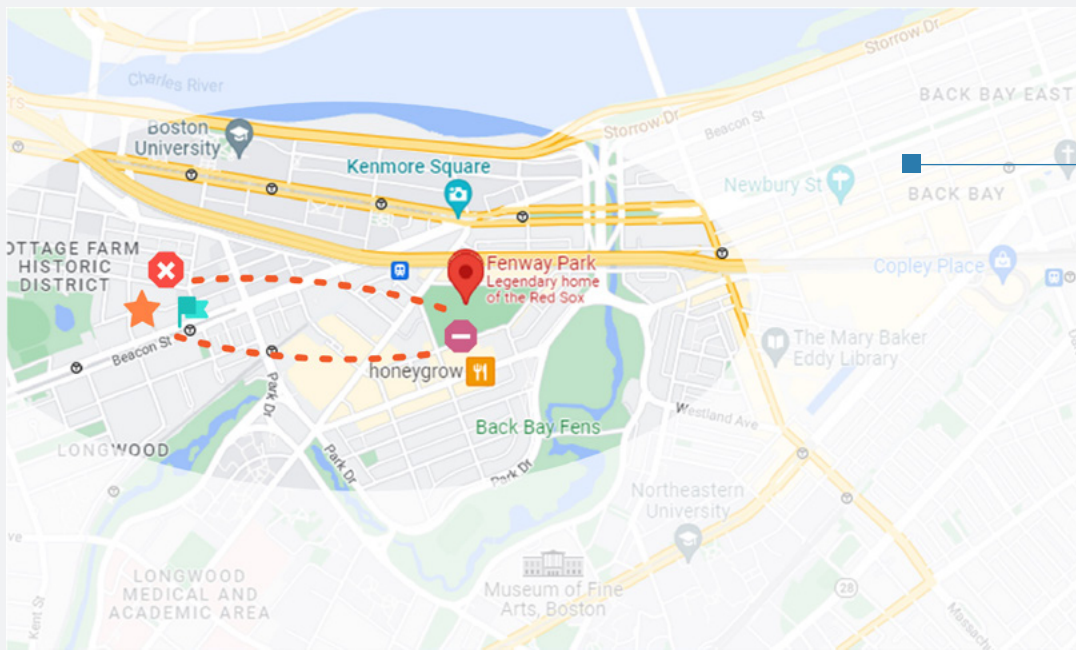 Storrow Dr
Charles River
BACK BAY EAST
Boston
University
Storrow Dr
Beacon St
Kenmore Square
Newbury St
BACK BAY
OTTAGE FARM
HISTORIC
DISTRICT
Fenway Park
Legendary home
of the Red Sox
Copley Place
The Mary Baker
Eddy Library
Beacon St
honeygrow
Park Dr
Westland Ave
Back Bay Fens
LONGWOOD
Park Dr
Park Dr
Northeastern
University
LONGWOOD
MEDICAL AND
ACADEMIC AREA
Museum of Fine
Arts, Boston
28
Kent St
Massach